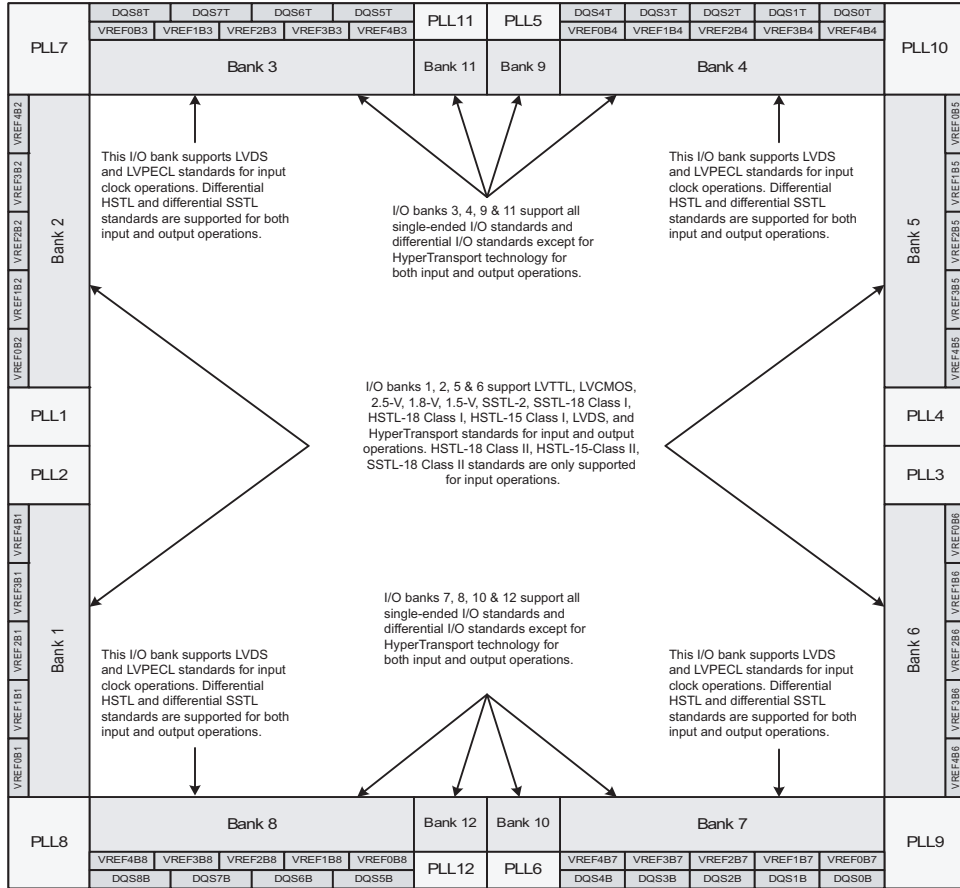 DQS8T DQS7T DQS6T DQS5T
PLL11 PLL5
DQS4T DQS3T DQS2T DQS1T DQS0T
VREF0B3 VREF1B3 VREF2B3 VREF3B3 VREF4B3
VREF0B4 VREF1B4 VREF2B4 VREF3B4 VREF4B4
PLL7
PLL10
Bank 3
Bank 11
Bank 9
Bank 4
VREF4B2
VREF3B2
VREF2B2
VREF1B2
VREF0B2
Bank 2
This I/O bank supports LVDS
and LVPECL standards for input
clock operations. Differential
HSTL and differential SSTL
standards are supported for both
input and output operations.
I/O banks 3, 4, 9 & 11 support all
single-ended I/O standards and
differential I/O standards except for
HyperTransport technology for
both input and output operations.
This I/O bank supports LVDS
and LVPECL standards for input
clock operations. Differential
HSTL and differential SSTL
standards are supported for both
input and output operations.
Bank 5
VREF0B5
VREF1B5
VREF2B5
VREF3B5
VREF4B5
PLL1
PLL2
I/O banks 1, 2, 5 & 6 support LVTTL, LVCMOS,
2.5-V, 1.8-V, 1.5-V, SSTL-2, SSTL-18 Class I,
HSTL-18 Class I, HSTL-15 Class I, LVDS, and
HyperTransport standards for input and output
operations. HSTL-18 Class II, HSTL-15-Class II,
SSTL-18 Class II standards are only supported
for input operations.
PLL4
PLL3
VREF4B1
VREF3B1
VREF2B1
VREF1B1
VREF0B1
Bank 1
This I/O bank supports LVDS
and LVPECL standards for input
clock operations. Differential
HSTL and differential SSTL
standards are supported for both
input and output operations.
I/O banks 7, 8, 10 & 12 support all
single-ended I/O standards and
differential I/O standards except for
HyperTransport technology for
both input and output operations.
This I/O bank supports LVDS
and LVPECL standards for input
clock operations. Differential
HSTL and differential SSTL
standards are supported for both
input and output operations.
Bank 6
VREF0B6
VREF1B6
VREF2B6
VREF3B6
VREF4B6
PLL8
Bank 8
Bank 12
Bank 10
Bank 7
PLL9
VREF4B8 VREF3B8 VREF2B8 VREF1B8 VREF0B8
PLL12 PLL6
VREF4B7 VREF3B7 VREF2B7 VREF1B7 VREF0B7
DQS8B DQS7B DQS6B DQS5B
DQS4B DQS3B DQS2B DQS1B DQS0B